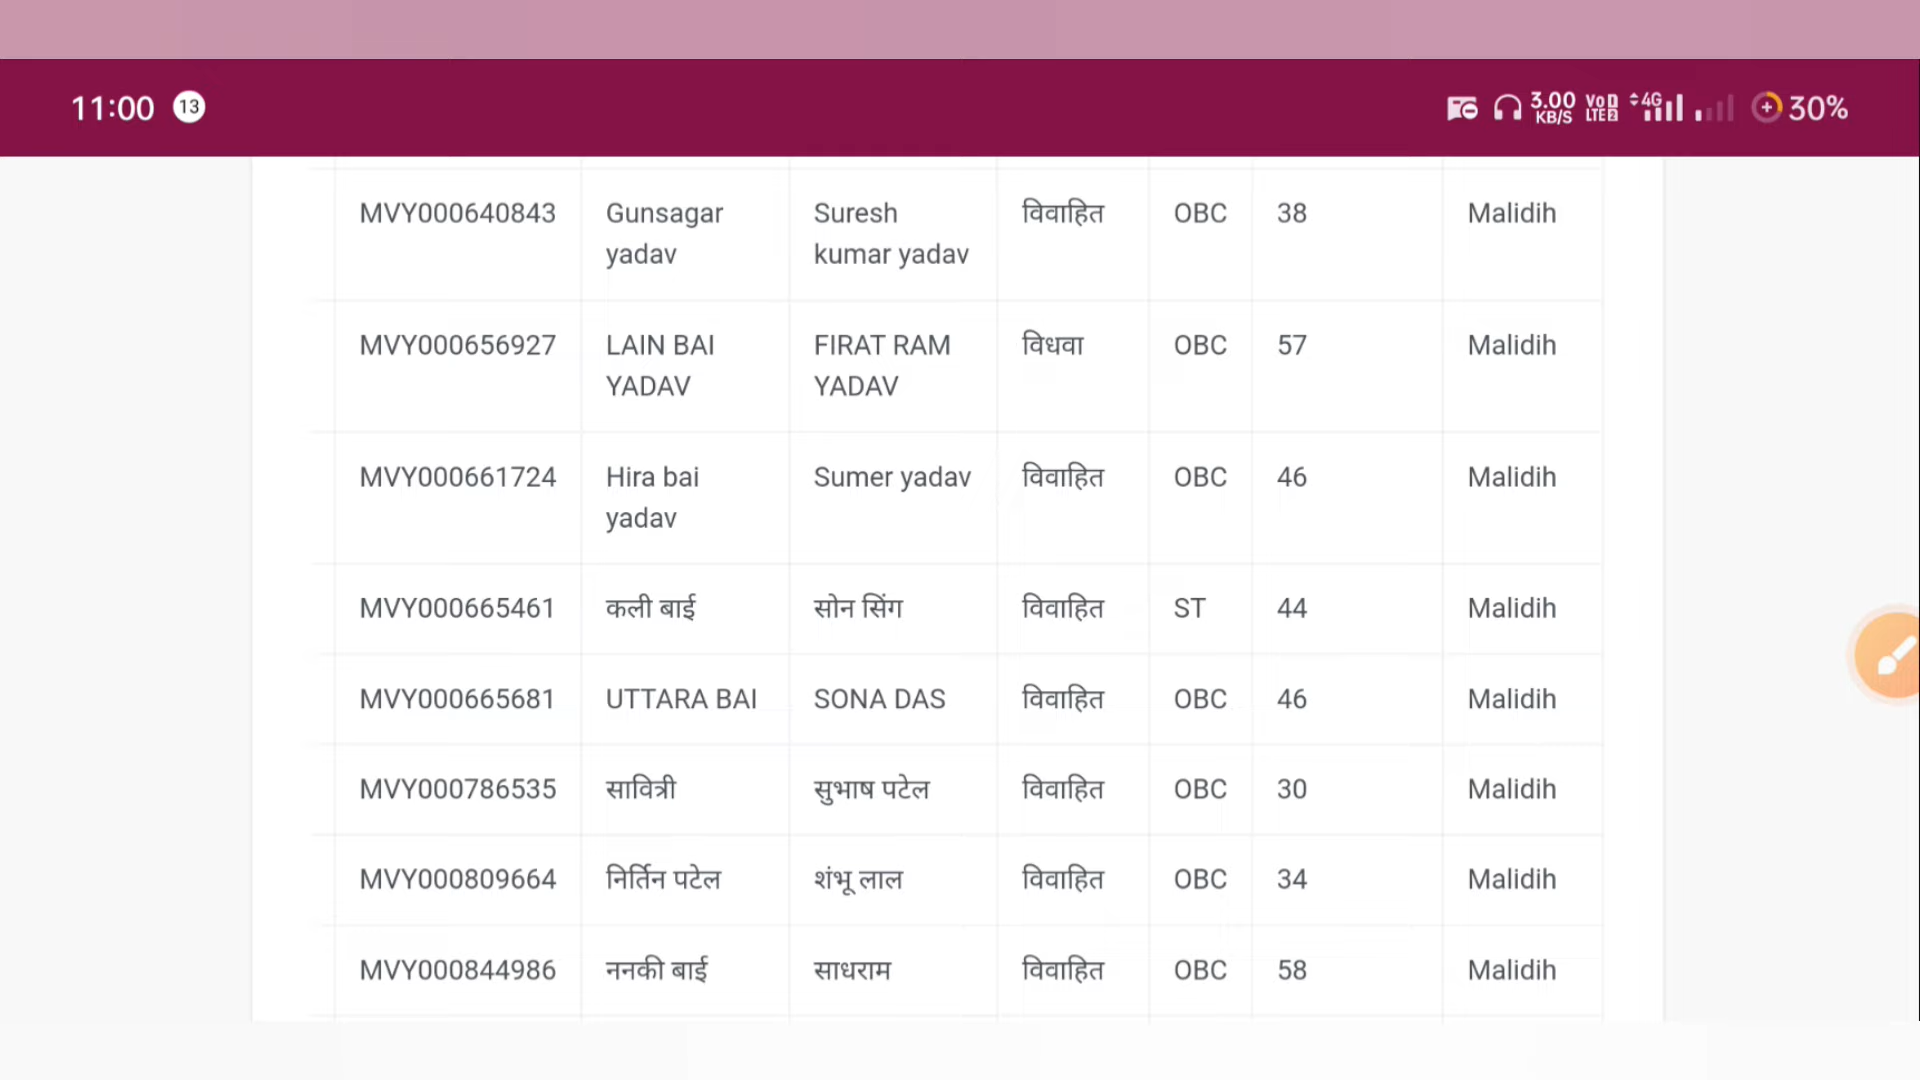 11:00 13 3.00 KB/S VoD LTE2 4G 30%
MVY000640843 Gunsagar yadav Suresh kumar yadav विवाहित OBC 38 Malidih
MVY000656927 LAIN BAI YADAV FIRAT RAM YADAV विधवा OBC 57 Malidih
MVY000661724 Hira bai yadav Sumer yadav विवाहित OBC 46 Malidih
MVY000665461 कली बाई सोन सिंग विवाहित ST 44 Malidih
MVY000665681 UTTARA BAI SONA DAS विवाहित OBC 46 Malidih
MVY000786535 सावित्री सुभाष पटेल विवाहित OBC 30 Malidih
MVY000809664 निर्तिन पटेल शंभू लाल विवाहित OBC 34 Malidih
MVY000844986 ननकी बाई साधराम विवाहित OBC 58 Malidih